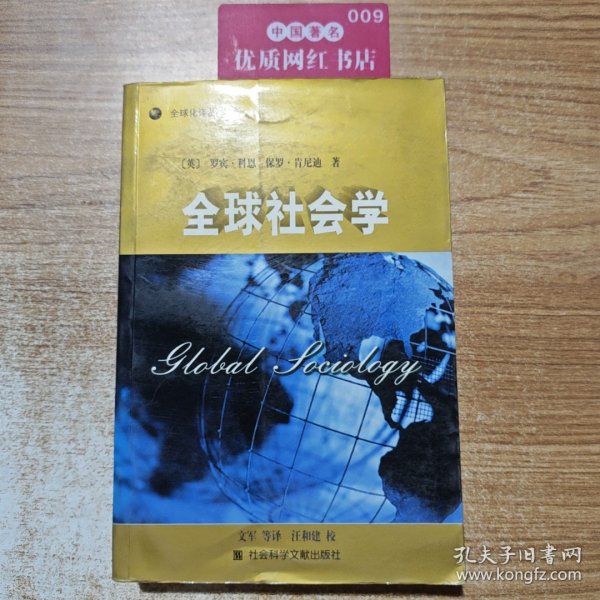 009
中国著名
优质网红书店
全球化译丛
[英] 罗宾·科恩 保罗·肯尼迪 著
全球社会学
Global Sociology
文军 等译 汪和建 校
社会科学文献出版社
孔夫子旧书网
www.kongfz.com